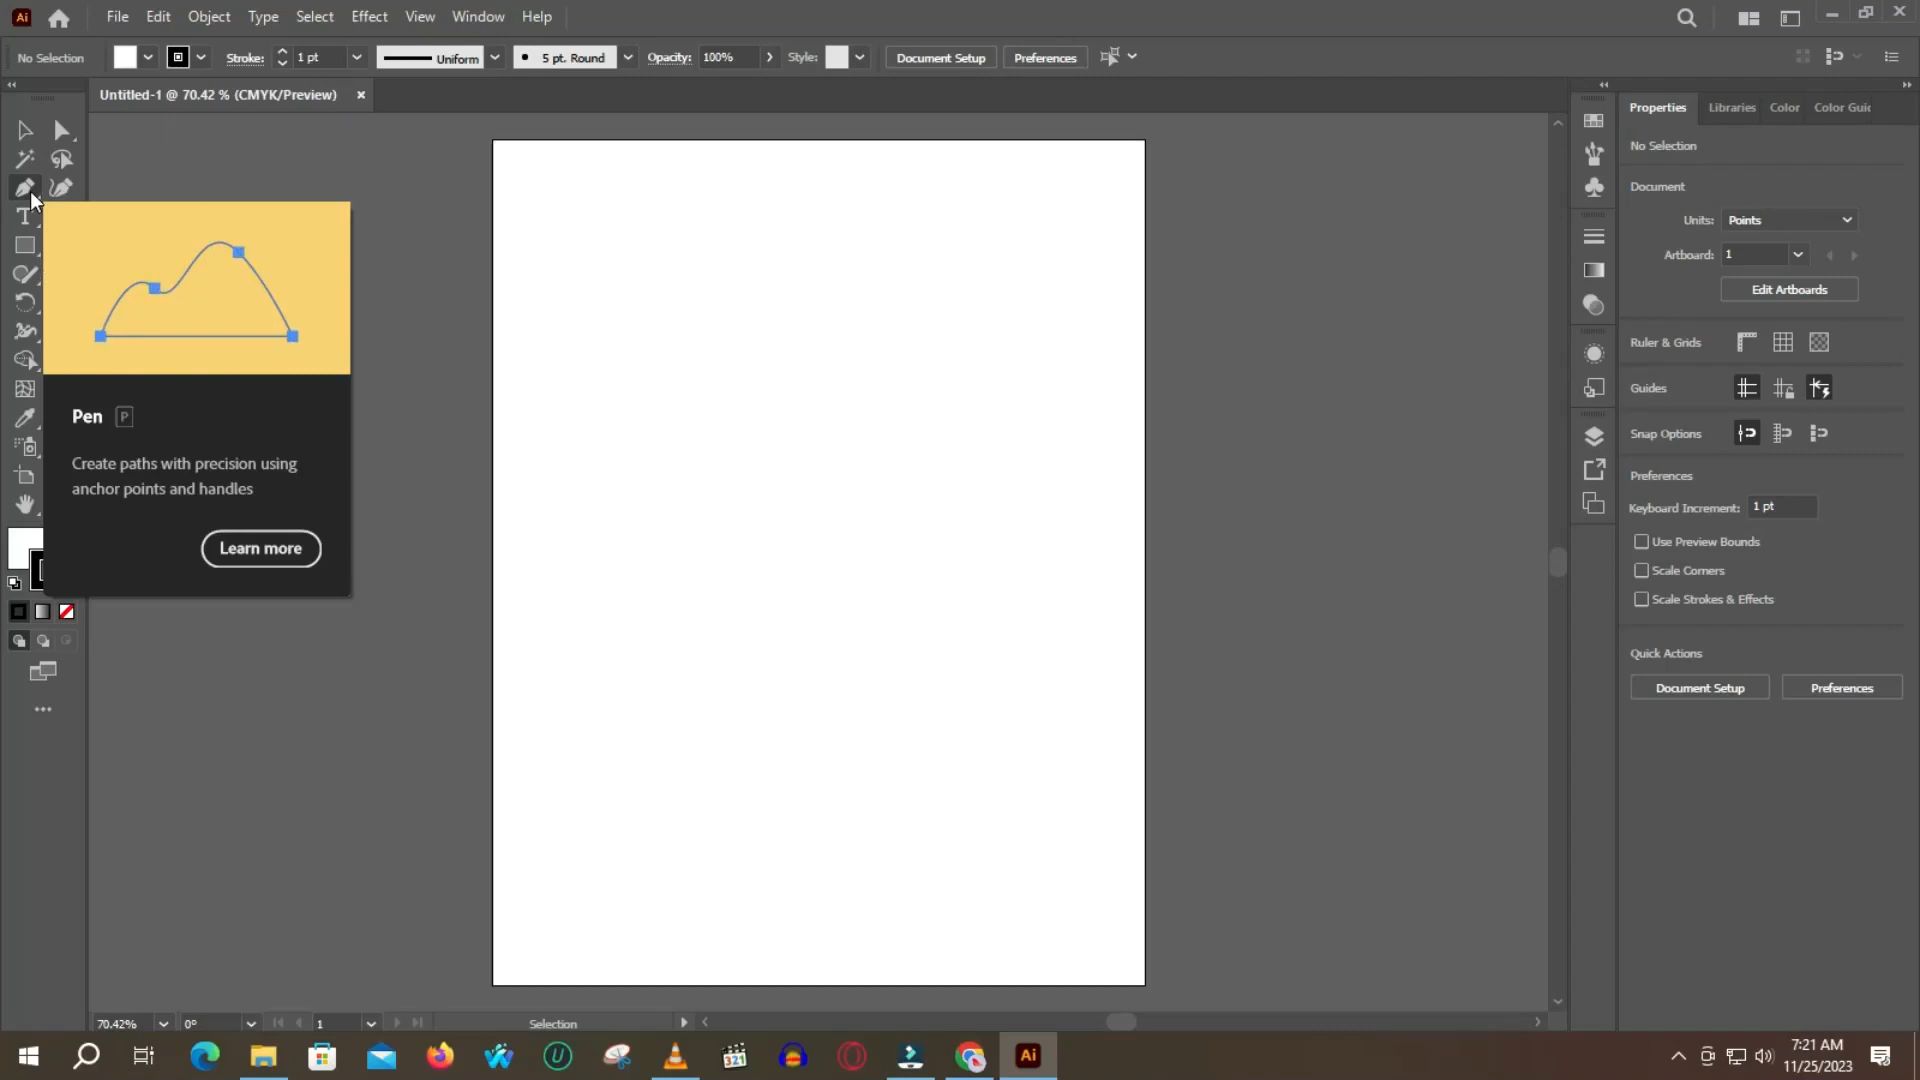 Ai File Edit Object Type Select Effect View Window Help
No Selection Stroke: 1 pt Uniform 5 pt. Round Opacity: 100% Style: Document Setup Preferences
Untitled-1 @ 70.42 % (CMYK/Preview)
Properties Libraries Color Color Guid
No Selection
Document
Units: Points
Artboard: 1
Edit Artboards
Ruler & Grids
Guides
Snap Options
Preferences
Keyboard Increment: 1 pt
Use Preview Bounds
Scale Corners
Scale Strokes & Effects
Quick Actions
Document Setup Preferences
Pen P
Create paths with precision using
anchor points and handles
Learn more
70.42% 0° 1 Selection
321
U
Ai
7:21 AM
11/25/2023